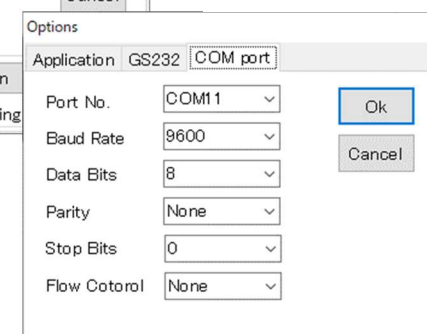 Options
Application GS232 COM port
Port No. COM11
Ok
Baud Rate 9600
Cancel
Data Bits 8
Parity None
Stop Bits 0
Flow Cotorol None
n
ing